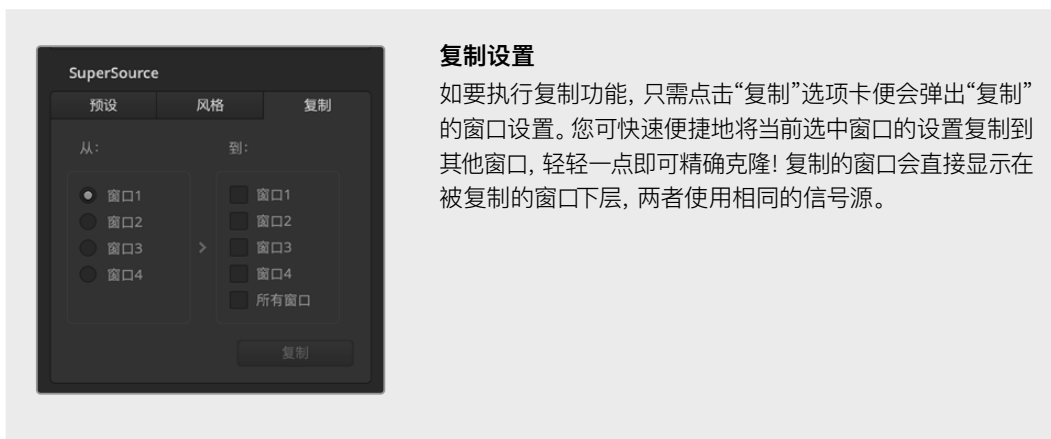 SuperSource
预设 风格 复制
从: 到:
窗口1 窗口1
窗口2 窗口2
窗口3 > 窗口3
窗口4 窗口4
所有窗口
复制
复制设置
如要执行复制功能, 只需点击“复制”选项卡便会弹出“复制”
的窗口设置。您可快速便捷地将当前选中窗口的设置复制到
其他窗口, 轻轻一点即可精确克隆! 复制的窗口会直接显示在
被复制的窗口下层, 两者使用相同的信号源。